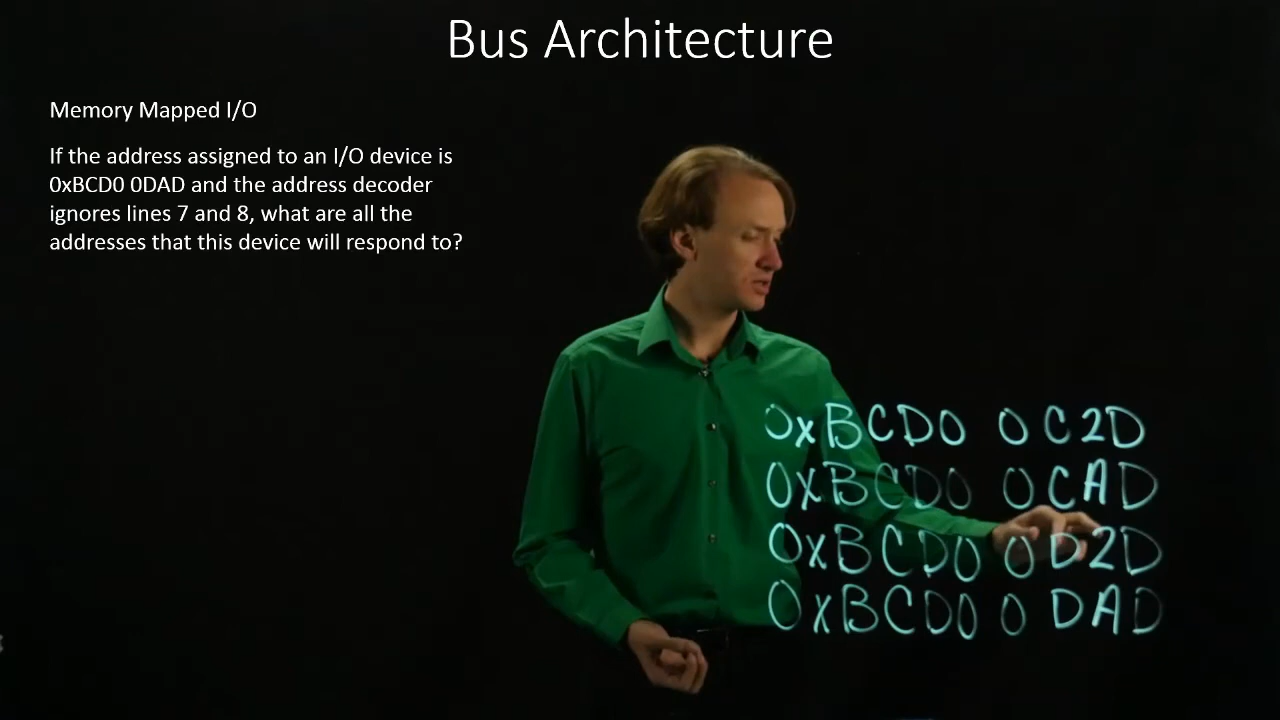 Bus Architecture
Memory Mapped I/O
If the address assigned to an I/O device is
0xBCD0 0DAD and the address decoder
ignores lines 7 and 8, what are all the
addresses that this device will respond to?
0xBCD0 0C2D
0xBCD0 0CAD
0xBCD0 0D2D
0xBCD0 0DAD